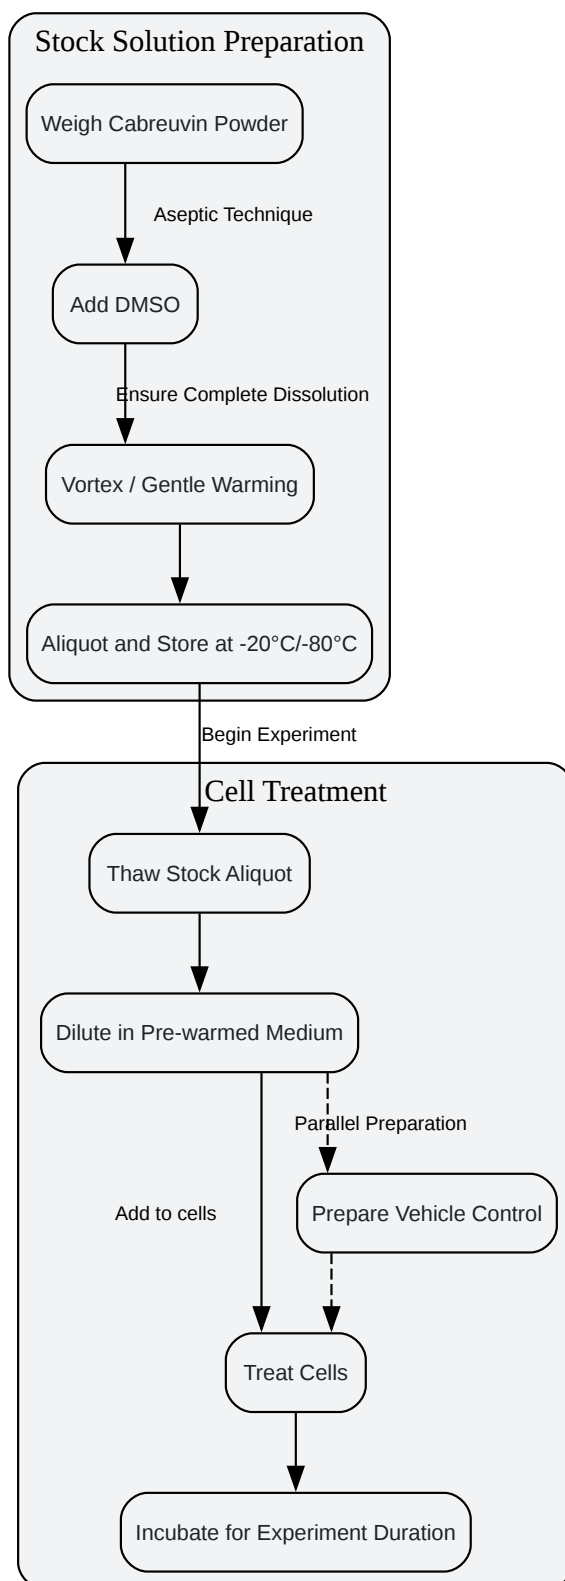 Stock Solution Preparation
Weigh Cabreuvin Powder
Aseptic Technique
Add DMSO
Ensure Complete Dissolution
Vortex / Gentle Warming
Aliquot and Store at -20°C/-80°C
Begin Experiment
Cell Treatment
Thaw Stock Aliquot
Dilute in Pre-warmed Medium
Parallel Preparation
Add to cells
Prepare Vehicle Control
Treat Cells
Incubate for Experiment Duration